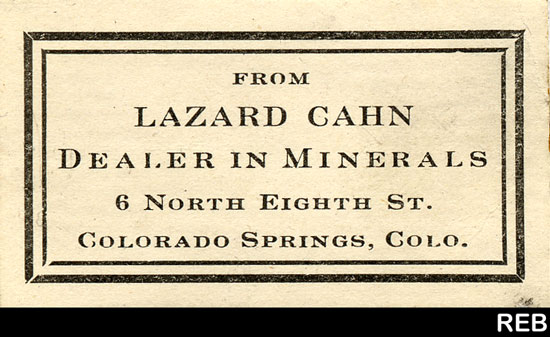 FROM
LAZARD CAHN
DEALER IN MINERALS
6 NORTH EIGHTH ST.
COLORADO SPRINGS, COLO.
REB